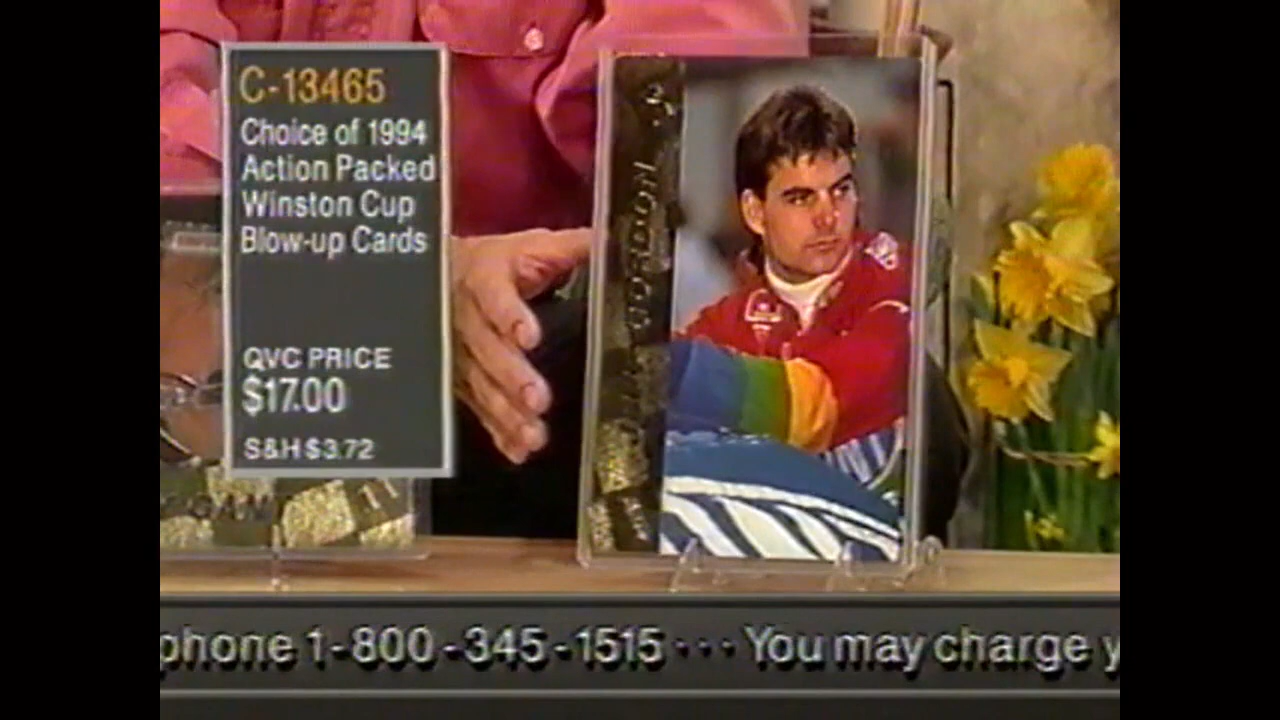 C-13465
Choice of 1994
Action Packed
Winston Cup
Blow-up Cards
QVC PRICE
$17.00
S&H $3.72
GORDON
phone 1-800-345-1515 ··· You may charge y